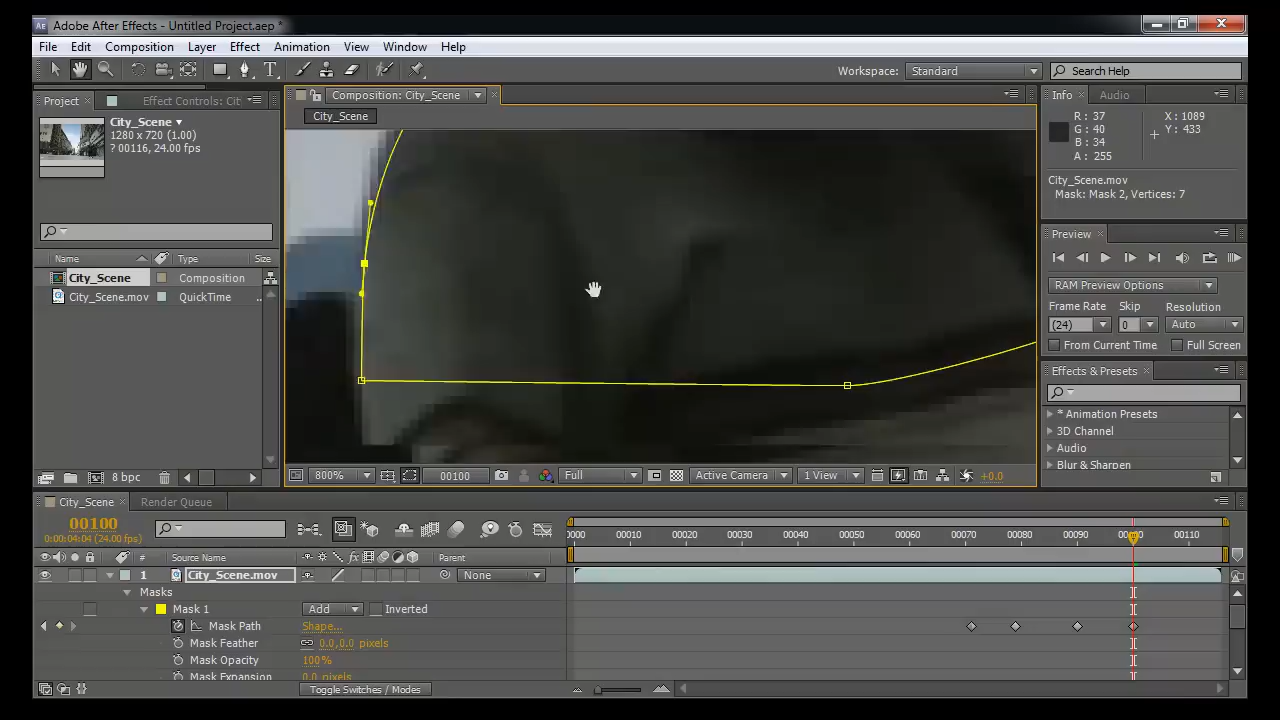 Adobe After Effects - Untitled Project.aep *
File Edit Composition Layer Effect Animation View Window Help
Workspace: Standard Search Help
Project Effect Controls: Cit
Composition: City_Scene
Info Audio
City_Scene
City_Scene
1280 x 720 (1.00)
? 00116, 24.00 fps
R : 37
G : 40
B : 34
A : 255
X : 1089
Y : 433
City_Scene.mov
Mask: Mask 2, Vertices: 7
Preview
Name Type Size
City_Scene Composition
City_Scene.mov QuickTime ..
RAM Preview Options
Frame Rate Skip Resolution
(24) 0 Auto
From Current Time Full Screen
Effects & Presets
* Animation Presets
3D Channel
Audio
Blur & Sharpen
8 bpc
800% 00100 Full Active Camera 1 View +0.0
City_Scene Render Queue
00100
0:00:04:04 (24.00 fps)
0000 00010 00020 00030 00040 00050 00060 00070 00080 00090 00110
# Source Name Parent
1 City_Scene.mov None
Masks
Mask 1 Add Inverted
Mask Path Shape...
Mask Feather 0.0,0.0 pixels
Mask Opacity 100%
Mask Expansion 0.0 pixels
Toggle Switches / Modes